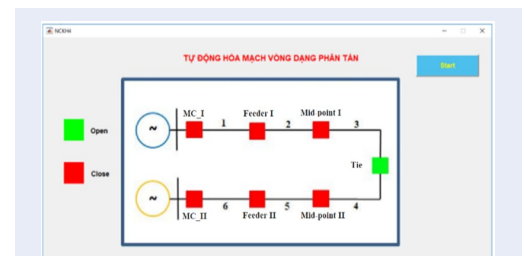 NCKH4
TỰ ĐỘNG HÓA MẠCH VÒNG DẠNG PHÂN TÁN
Start
MC_I
1
Feeder I
2
Mid-point I
3
Open
Tie
Close
MC_II
6
Feeder II
5
Mid-point II
4